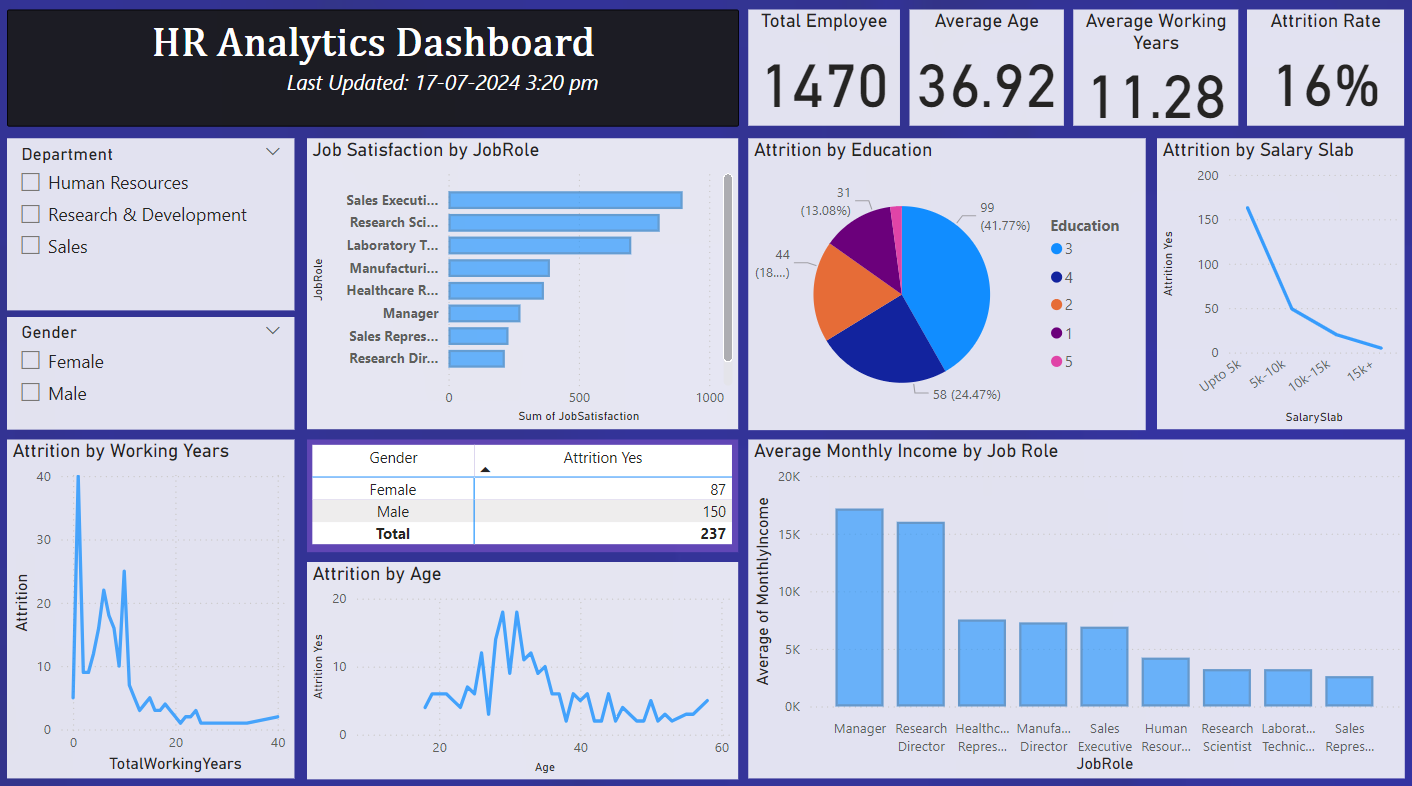 HR Analytics Dashboard
Last Updated: 17-07-2024 3:20 pm
Total Employee
1470
Average Age
36.92
Average Working
Years
11.28
Attrition Rate
16%
Department
Human Resources
Research & Development
Sales
Gender
Female
Male
Job Satisfaction by JobRole
JobRole
Sales Executi...
Research Sci...
Laboratory T...
Manufacturi...
Healthcare R...
Manager
Sales Repres...
Research Dir...
0 500 1000
Sum of JobSatisfaction
Attrition by Education
31
(13.08%)
99
(41.77%)
44
(18....)
58 (24.47%)
Education
3
4
2
1
5
Attrition by Salary Slab
Attrition Yes
200
150
100
50
0
Upto 5k 5k-10k 10k-15k 15k+
SalarySlab
Attrition by Working Years
Attrition
40
30
20
10
0
0 20 40
TotalWorkingYears
Gender Attrition Yes
Female 87
Male 150
Total 237
Attrition by Age
Attrition Yes
20
10
0
20 40 60
Age
Average Monthly Income by Job Role
Average of MonthlyIncome
20K
15K
10K
5K
0K
Manager Research Healthc... Manufa... Sales Human Research Laborat... Sales
Director Repres... Director Executive Resour... Scientist Technic... Repres...
JobRole